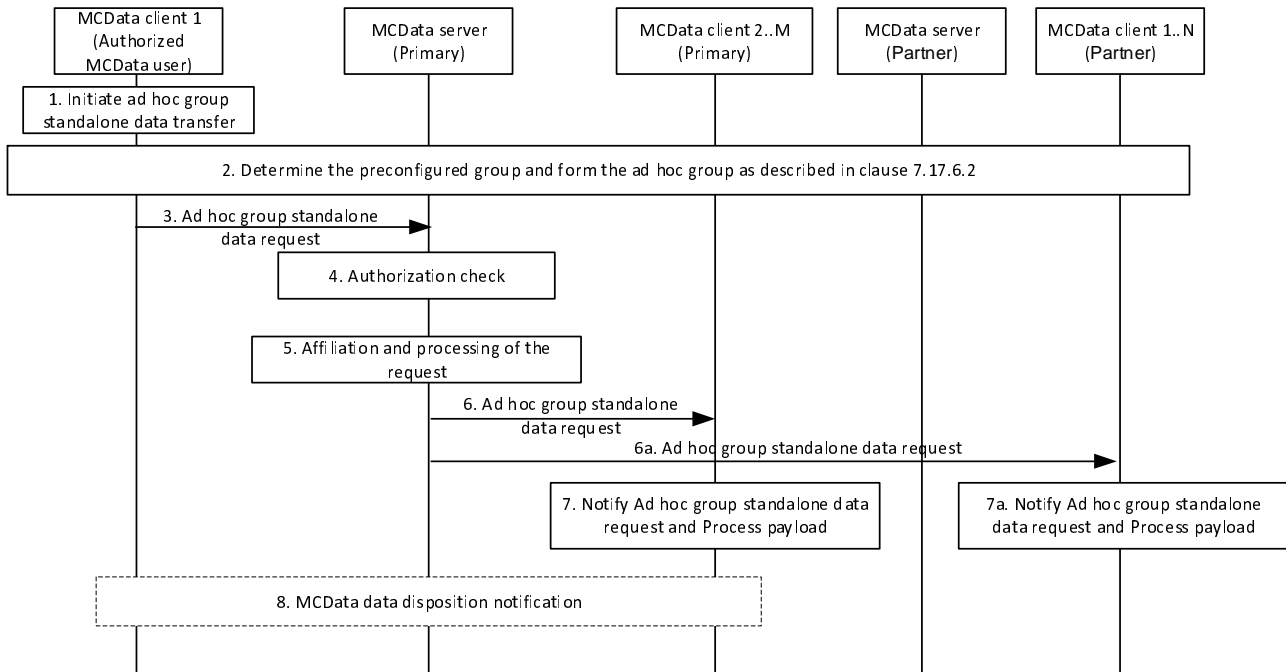 MCData client 1
(Authorized
MCData user)
MCData server
(Primary)
MCData client 2..M
(Primary)
MCData server
(Partner)
MCData client 1..N
(Partner)
1. Initiate ad hoc group
standalone data transfer
2. Determine the preconfigured group and form the ad hoc group as described in clause 7.17.6.2
3. Ad hoc group standalone
data request
4. Authorization check
5. Affiliation and processing of the
request
6. Ad hoc group standalone
data request
6a. Ad hoc group standalone data request
7. Notify Ad hoc group standalone data
request and Process payload
7a. Notify Ad hoc group standalone
data request and Process payload
8. MCData data disposition notification